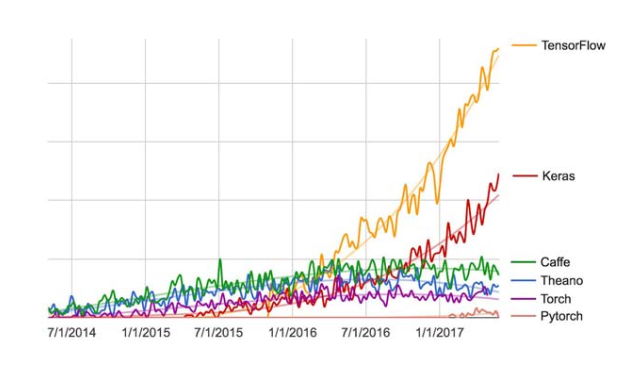 TensorFlow
Keras
Caffe
Theano
Torch
Pytorch
7/1/2014 1/1/2015 7/1/2015 1/1/2016 7/1/2016 1/1/2017